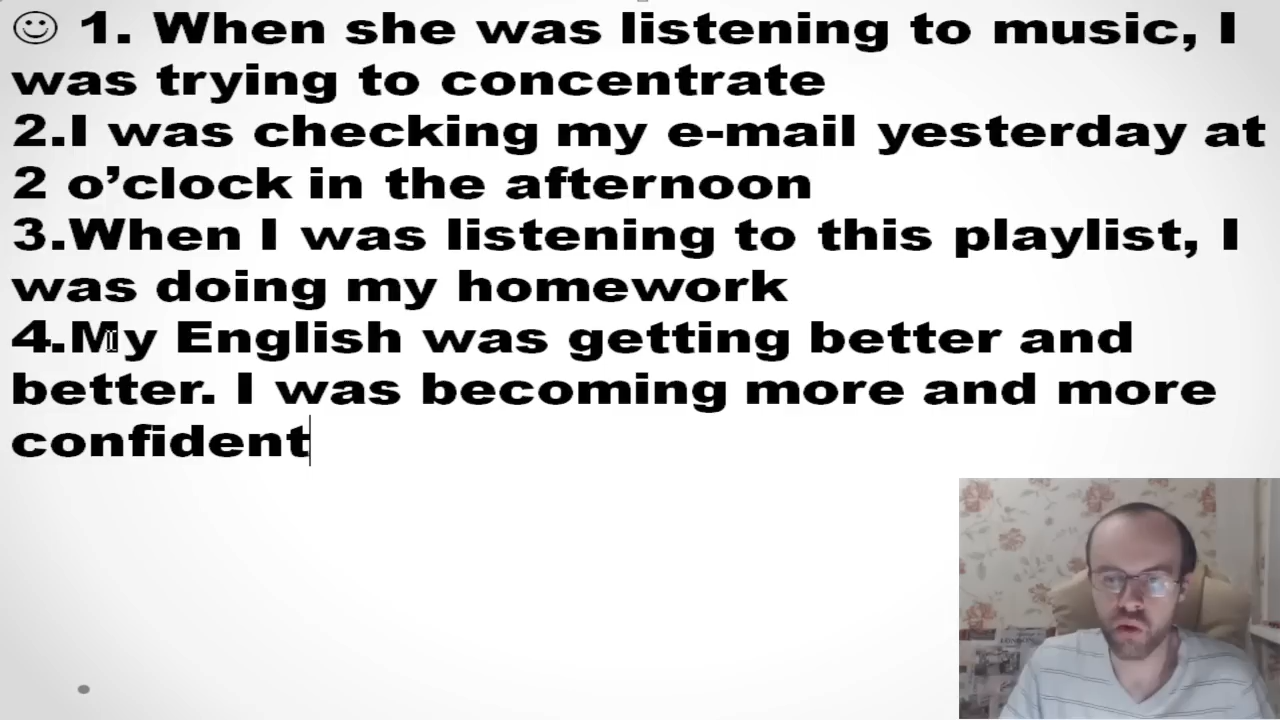 ☺ 1. When she was listening to music, I
was trying to concentrate
2.I was checking my e-mail yesterday at
2 o’clock in the afternoon
3.When I was listening to this playlist, I
was doing my homework
4.My English was getting better and
better. I was becoming more and more
confident